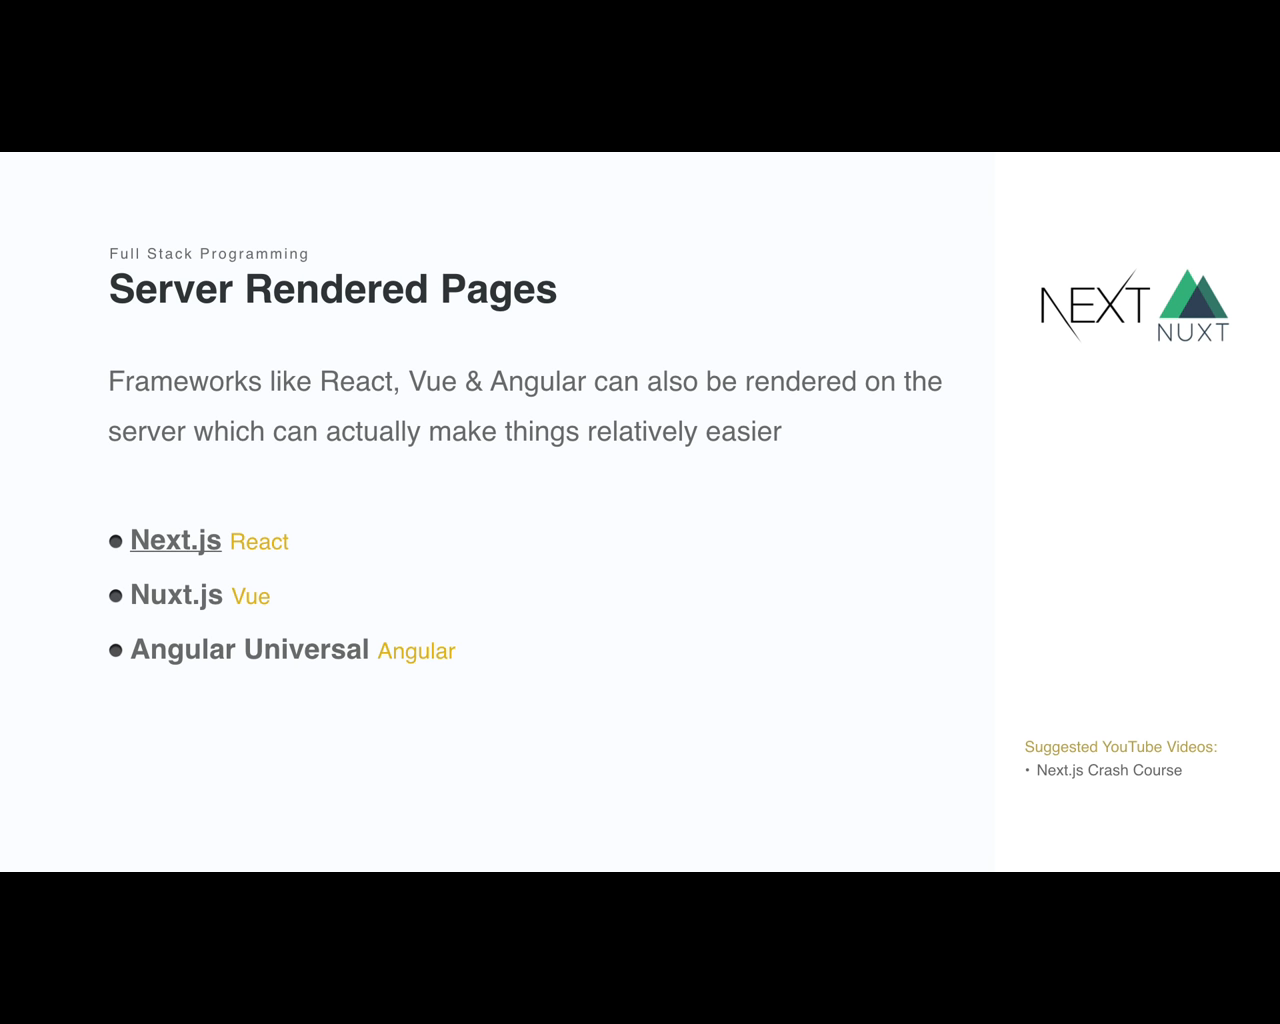 Full Stack Programming
Server Rendered Pages
Frameworks like React, Vue & Angular can also be rendered on the
server which can actually make things relatively easier
Next.js React
Nuxt.js Vue
Angular Universal Angular
NEXT
NUXT
Suggested YouTube Videos:
• Next.js Crash Course